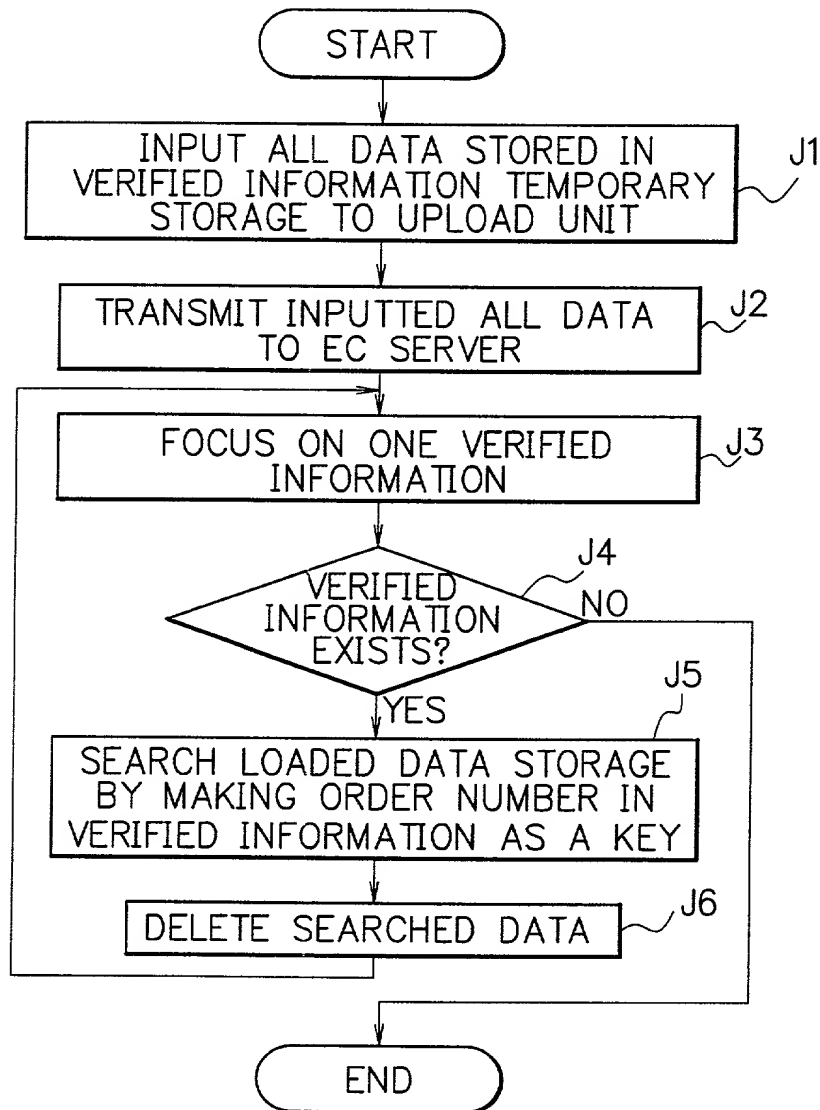 START
INPUT ALL DATA STORED IN
VERIFIED INFORMATION TEMPORARY
STORAGE TO UPLOAD UNIT
J1
TRANSMIT INPUTTED ALL DATA
TO EC SERVER
J2
FOCUS ON ONE VERIFIED
INFORMATION
J3
VERIFIED
INFORMATION
EXISTS?
J4
NO
YES
SEARCH LOADED DATA STORAGE
BY MAKING ORDER NUMBER IN
VERIFIED INFORMATION AS A KEY
J5
DELETE SEARCHED DATA
J6
END